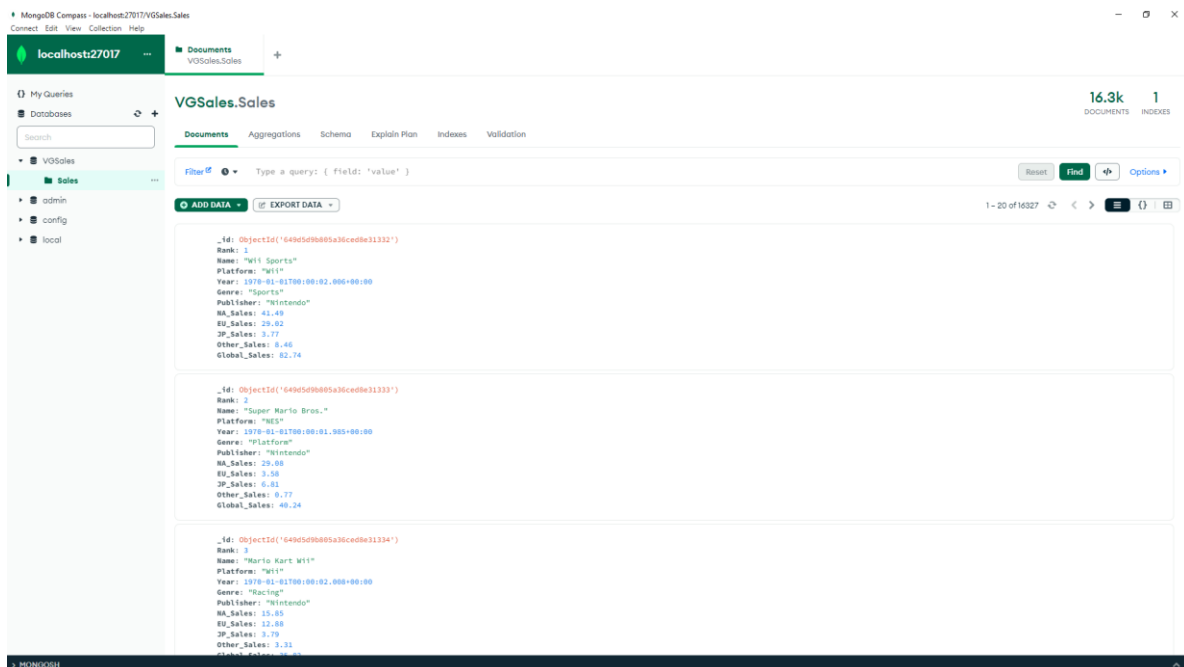 MongoDB Compass - localhost:27017/VGSales.Sales
Connect Edit View Collection Help
localhost:27017 ...
Documents
VGSales.Sales
+
{} My Queries
Databases
Search
VGSales
Sales ...
admin
config
local
VGSales.Sales
16.3k
DOCUMENTS
1
INDEXES
Documents Aggregations Schema Explain Plan Indexes Validation
Filter Type a query: { field: 'value' } Reset Find </> Options
ADD DATA EXPORT DATA 1 – 20 of 16327 {}
_id: ObjectId('649d5d9b805a36ced8e31332')
Rank: 1
Name: "Wii Sports"
Platform: "Wii"
Year: 1970-01-01T00:00:02.006+00:00
Genre: "Sports"
Publisher: "Nintendo"
NA_Sales: 41.49
EU_Sales: 29.02
JP_Sales: 3.77
Other_Sales: 8.46
Global_Sales: 82.74
_id: ObjectId('649d5d9b805a36ced8e31333')
Rank: 2
Name: "Super Mario Bros."
Platform: "NES"
Year: 1970-01-01T00:00:01.985+00:00
Genre: "Platform"
Publisher: "Nintendo"
NA_Sales: 29.08
EU_Sales: 3.58
JP_Sales: 6.81
Other_Sales: 0.77
Global_Sales: 40.24
_id: ObjectId('649d5d9b805a36ced8e31334')
Rank: 3
Name: "Mario Kart Wii"
Platform: "Wii"
Year: 1970-01-01T00:00:02.008+00:00
Genre: "Racing"
Publisher: "Nintendo"
NA_Sales: 15.85
EU_Sales: 12.88
JP_Sales: 3.79
Other_Sales: 3.31
Global_Sales:
>_MONGOSH